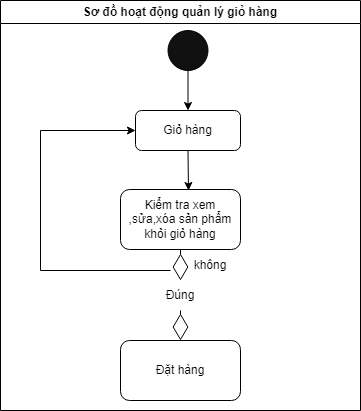 Sơ đồ hoạt động quản lý giỏ hàng
Giỏ hàng
Kiểm tra xem
,sửa,xóa sản phẩm
khỏi giỏ hàng
không
Đúng
Đặt hàng